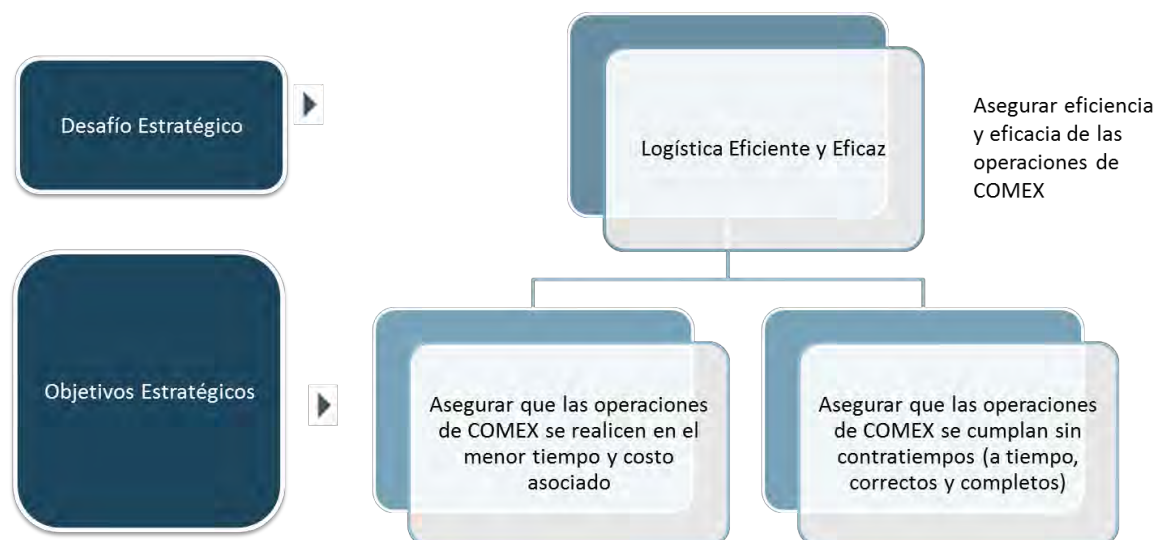 Desafío Estratégico
Logística Eficiente y Eficaz
Asegurar eficiencia
y eficacia de las
operaciones de
COMEX
Objetivos Estratégicos
Asegurar que las operaciones
de COMEX se realicen en el
menor tiempo y costo
asociado
Asegurar que las operaciones
de COMEX se cumplan sin
contratiempos (a tiempo,
correctos y completos)